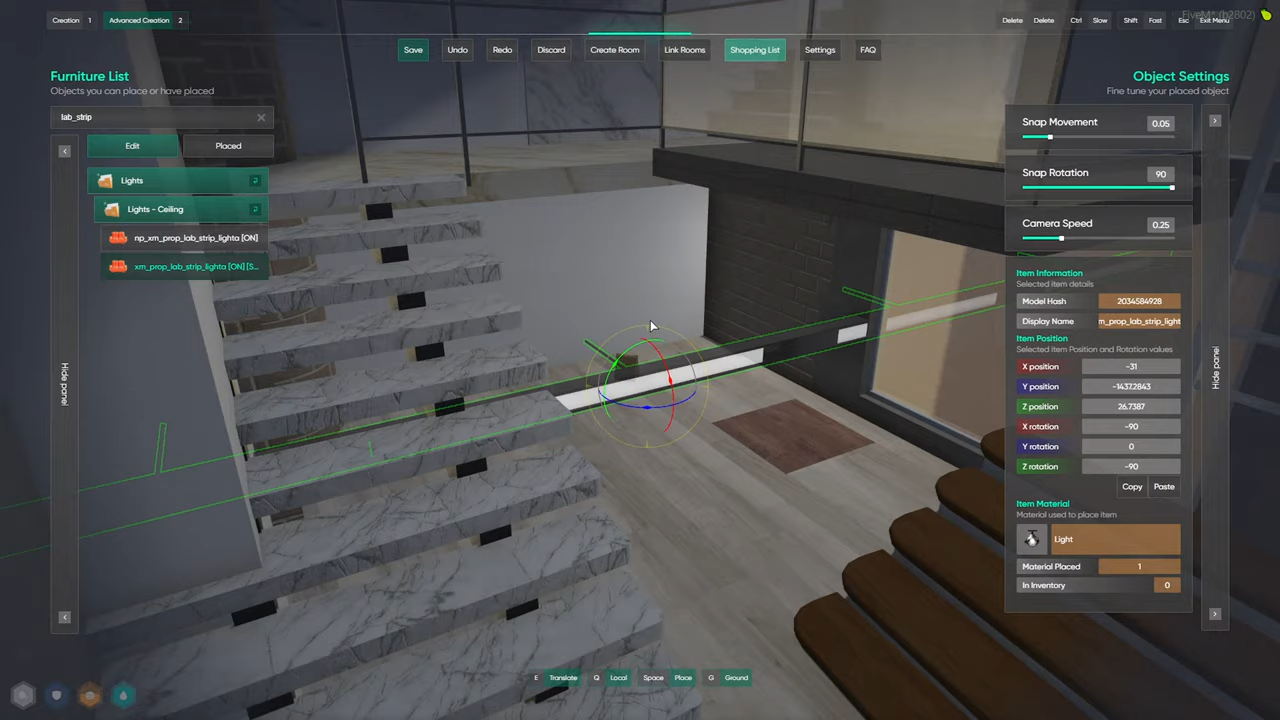 Creation 1 Advanced Creation 2
FiveM* (b2802)
Delete Delete Ctrl Slow Shift Fast Esc Exit Menu
Save Undo Redo Discard Create Room Link Rooms Shopping List Settings FAQ
Furniture List
Objects you can place or have placed
lab_strip
Edit Placed
Lights
Lights - Ceiling
np_xm_prop_lab_strip_lighta [ON]
xm_prop_lab_strip_lighta [ON] [S...
Hide panel
Object Settings
Fine tune your placed object
Snap Movement 0.05
Snap Rotation 90
Camera Speed 0.25
Item Information
Selected item details
Model Hash 2034584928
Display Name m_prop_lab_strip_light
Item Position
Selected item Position and Rotation values
X position -31
Y position -1437.2843
Z position 26.7387
X rotation -90
Y rotation 0
Z rotation -90
Copy Paste
Item Material
Material used to place item
Light
Material Placed 1
In Inventory 0
Hide panel
E Translate Q Local Space Place G Ground